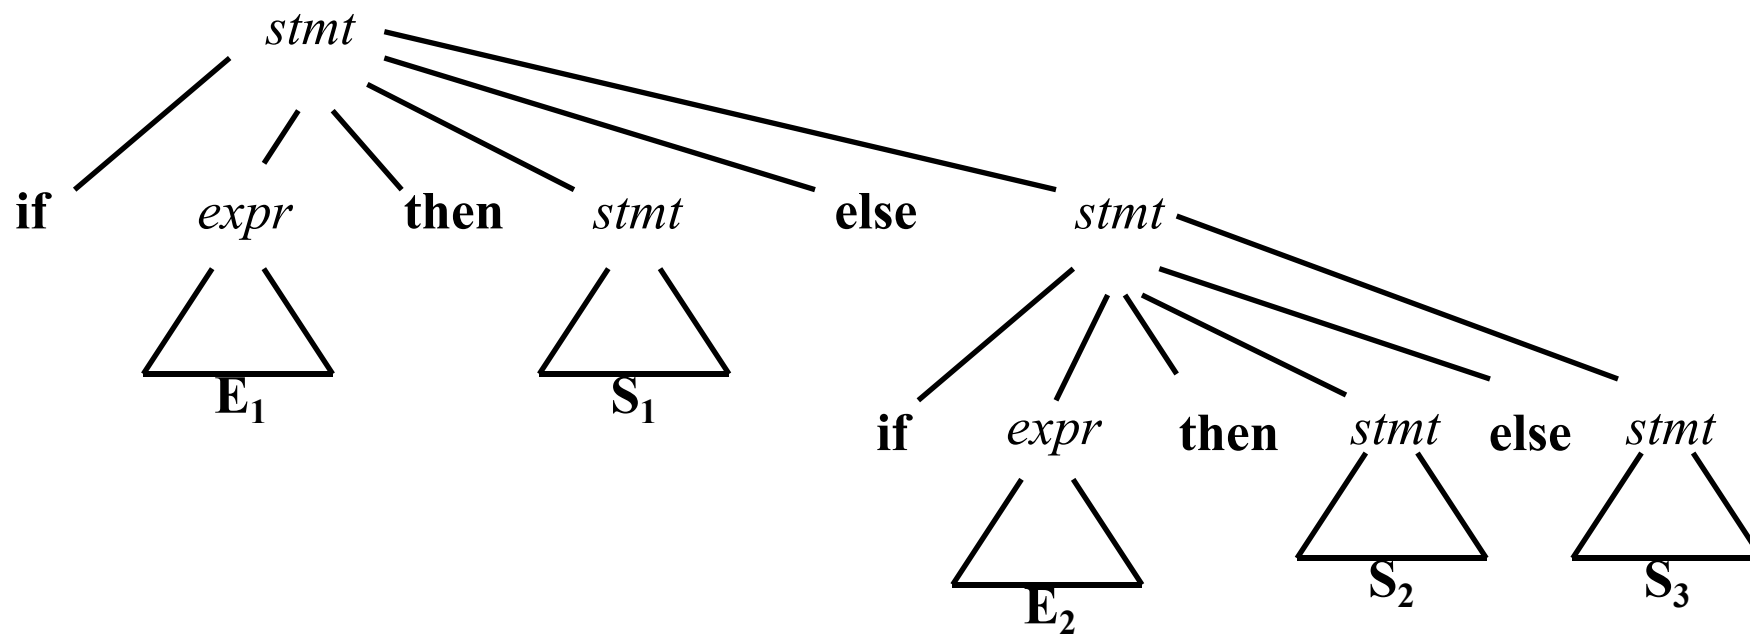 stmt
if expr then stmt else stmt
E₁ S₁
if expr then stmt else stmt
E₂ S₂ S₃